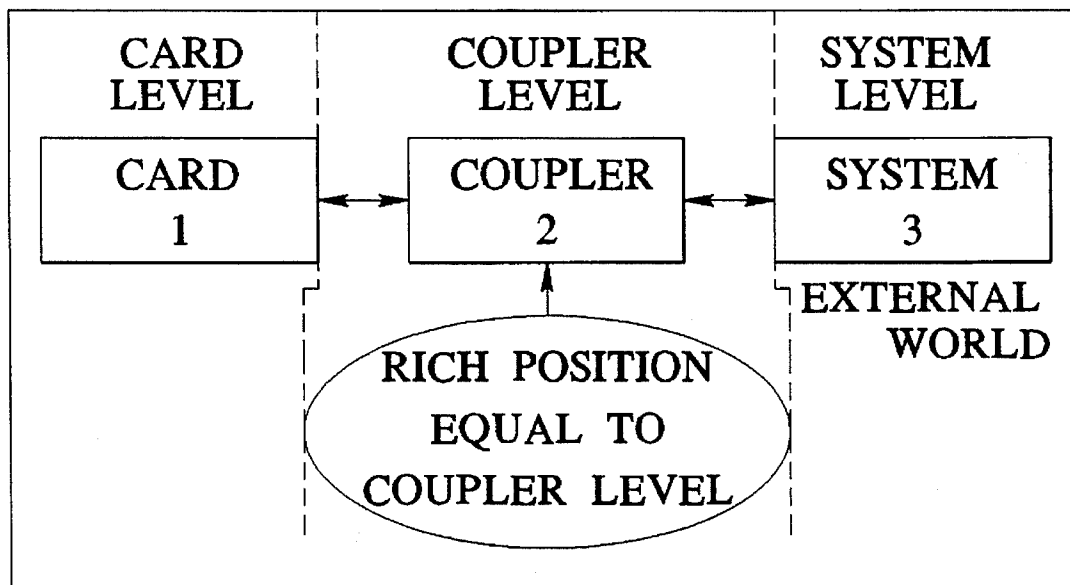 CARD
LEVEL
COUPLER
LEVEL
SYSTEM
LEVEL
CARD
1
COUPLER
2
SYSTEM
3
EXTERNAL
WORLD
RICH POSITION
EQUAL TO
COUPLER LEVEL